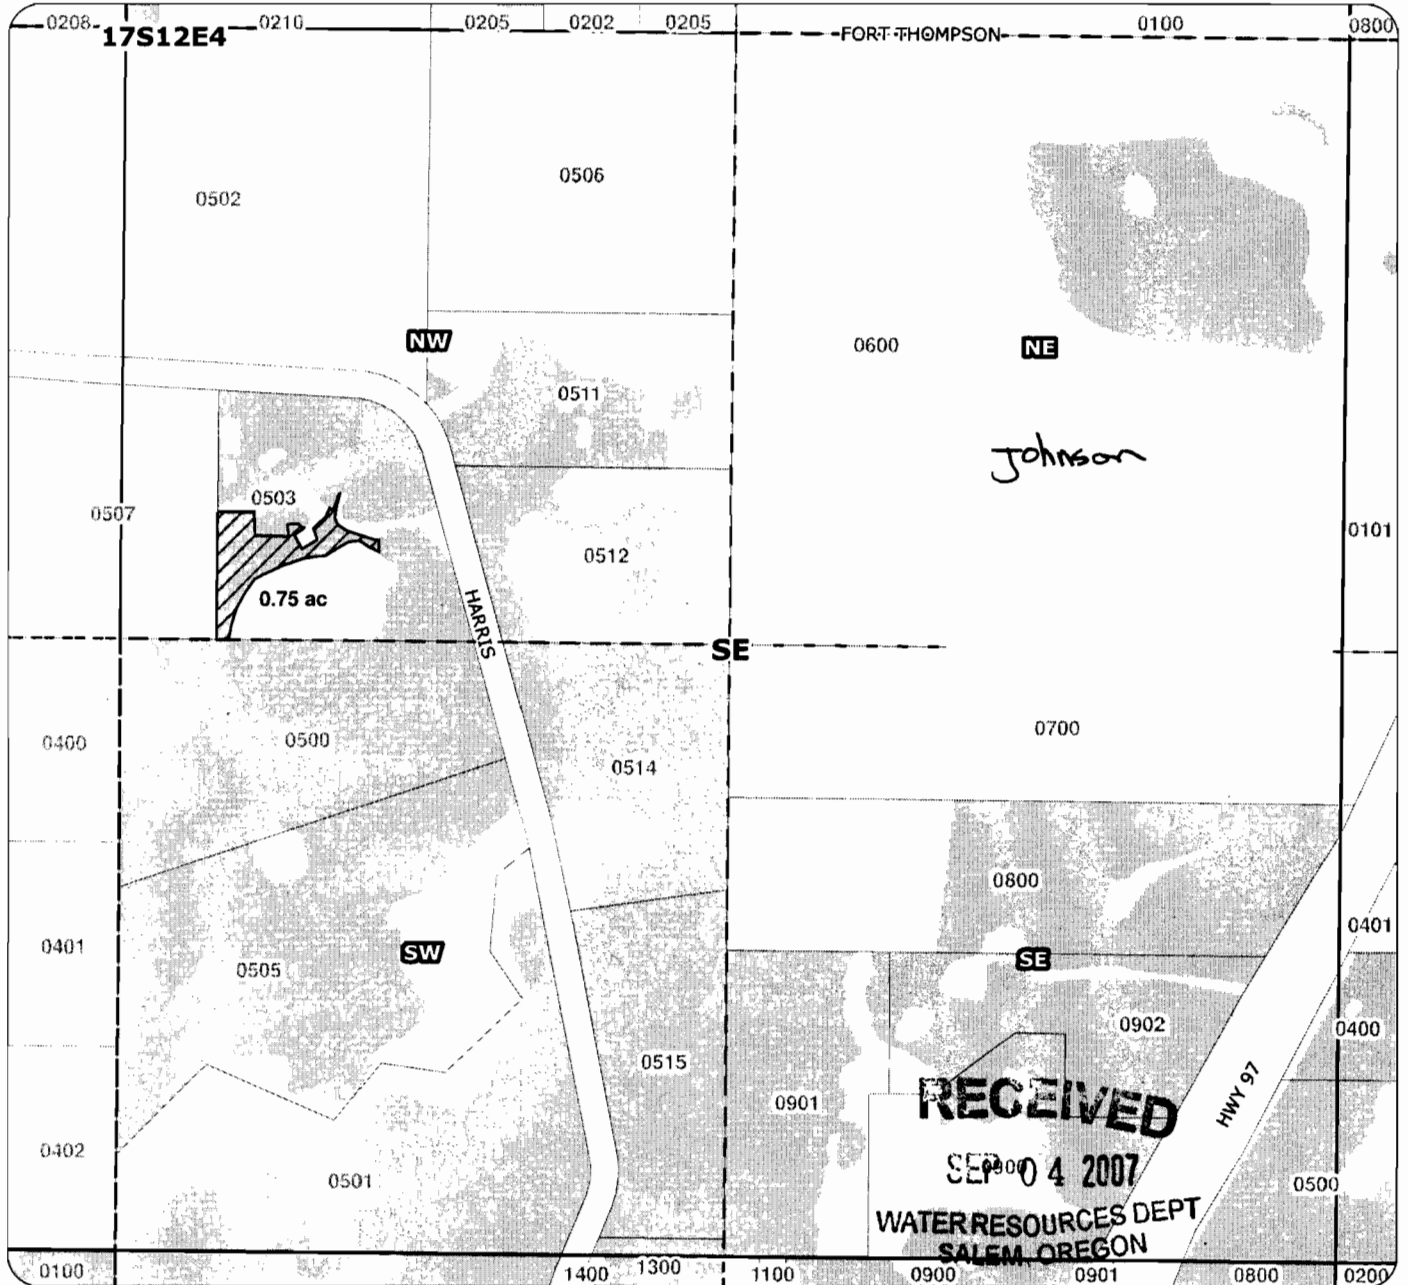 0208 0210 0205 0202 0205 FORT THOMPSON 0100 0800
17S12E4
0502
0506
NW
0600
NE
0511
Johnson
0503
0507
0101
0512
0.75 ac
HARRIS
SE
0400
0500
0514
0700
0800
0401
0401
SW
0505
SE
0902
0400
0515
0901
HWY 97
RECEIVED
0402
0501
SEP 04 2007
0900
0500
WATER RESOURCES DEPT
SALEM, OREGON
0100 1400 1300 1100 0900 0901 0800 0200